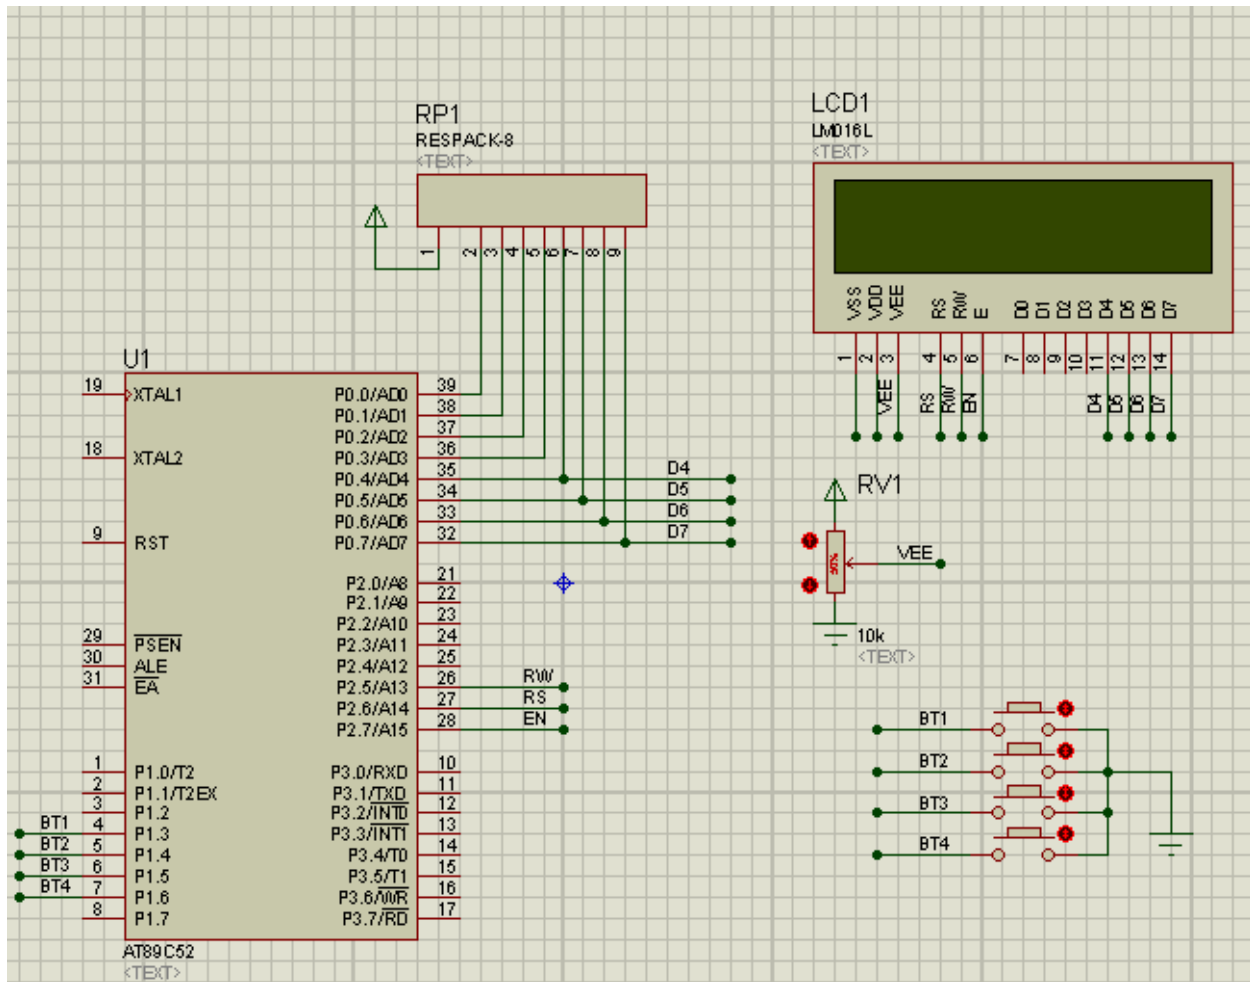 RP1
RESPACK-8
<TEXT>
1 2 3 4 5 6 7 8 9
LCD1
LM016L
<TEXT>
VSS VDD VEE RS RW E D0 D1 D2 D3 D4 D5 D6 D7
1 2 3 4 5 6 7 8 9 10 11 12 13 14
VEE RS RW EN D4 D5 D6 D7
U1
19 XTAL1 P0.0/AD0 39
P0.1/AD1 38
P0.2/AD2 37
18 XTAL2 P0.3/AD3 36
P0.4/AD4 35 D4
P0.5/AD5 34 D5
P0.6/AD6 33 D6
9 RST P0.7/AD7 32 D7
P2.0/A8 21
P2.1/A9 22
P2.2/A10 23
29 PSEN P2.3/A11 24
30 ALE P2.4/A12 25
31 EA P2.5/A13 26 RW
P2.6/A14 27 RS
P2.7/A15 28 EN
1 P1.0/T2 P3.0/RXD 10
2 P1.1/T2EX P3.1/TXD 11
3 P1.2 P3.2/INT0 12
BT1 4 P1.3 P3.3/INT1 13
BT2 5 P1.4 P3.4/T0 14
BT3 6 P1.5 P3.5/T1 15
BT4 7 P1.6 P3.6/WR 16
8 P1.7 P3.7/RD 17
AT89C52
<TEXT>
RV1
VEE
10k
<TEXT>
BT1
BT2
BT3
BT4